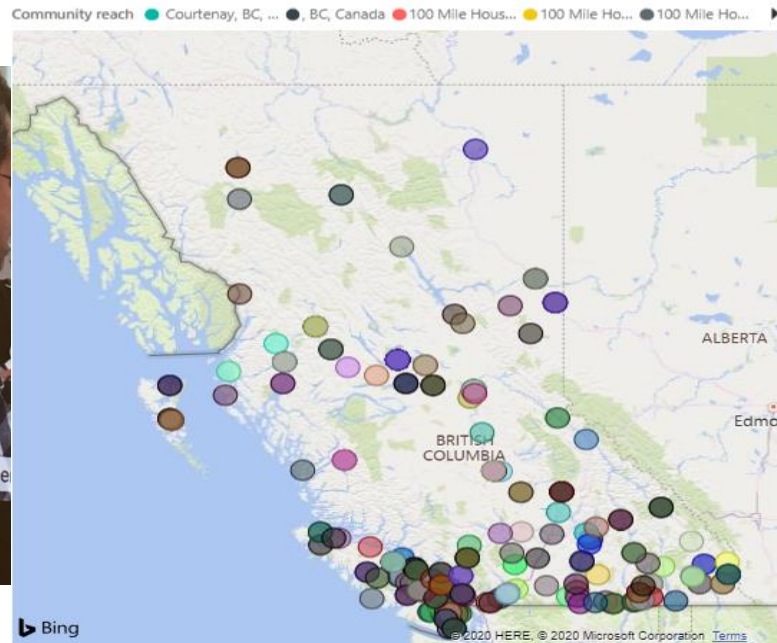 Community reach Courtenay, BC, ... , BC, Canada 100 Mile Hous... 100 Mile Ho... 100 Mile Ho...
ALBERTA
BRITISH
COLUMBIA
Bing
© 2020 HERE, © 2020 Microsoft Corporation Terms